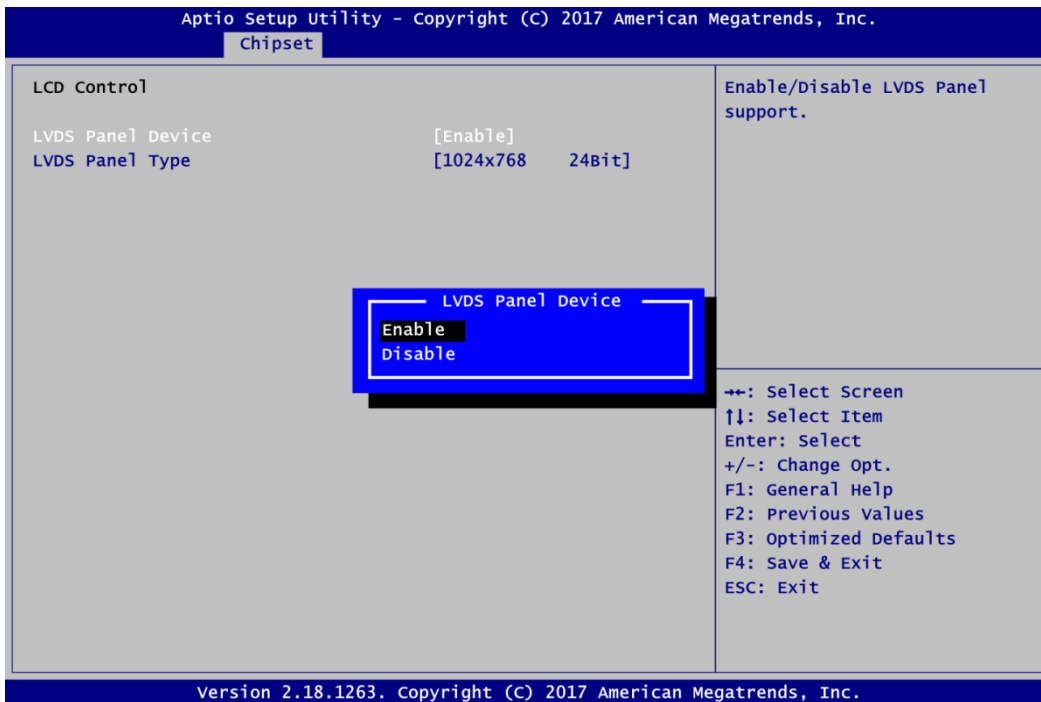 Aptio Setup Utility - Copyright (C) 2017 American Megatrends, Inc.
Chipset
LCD Control
LVDS Panel Device [Enable]
LVDS Panel Type [1024x768 24Bit]
Enable/Disable LVDS Panel
support.
LVDS Panel Device
Enable
Disable
→←: Select Screen
↑↓: Select Item
Enter: Select
+/-: Change Opt.
F1: General Help
F2: Previous Values
F3: Optimized Defaults
F4: Save & Exit
ESC: Exit
Version 2.18.1263. Copyright (C) 2017 American Megatrends, Inc.